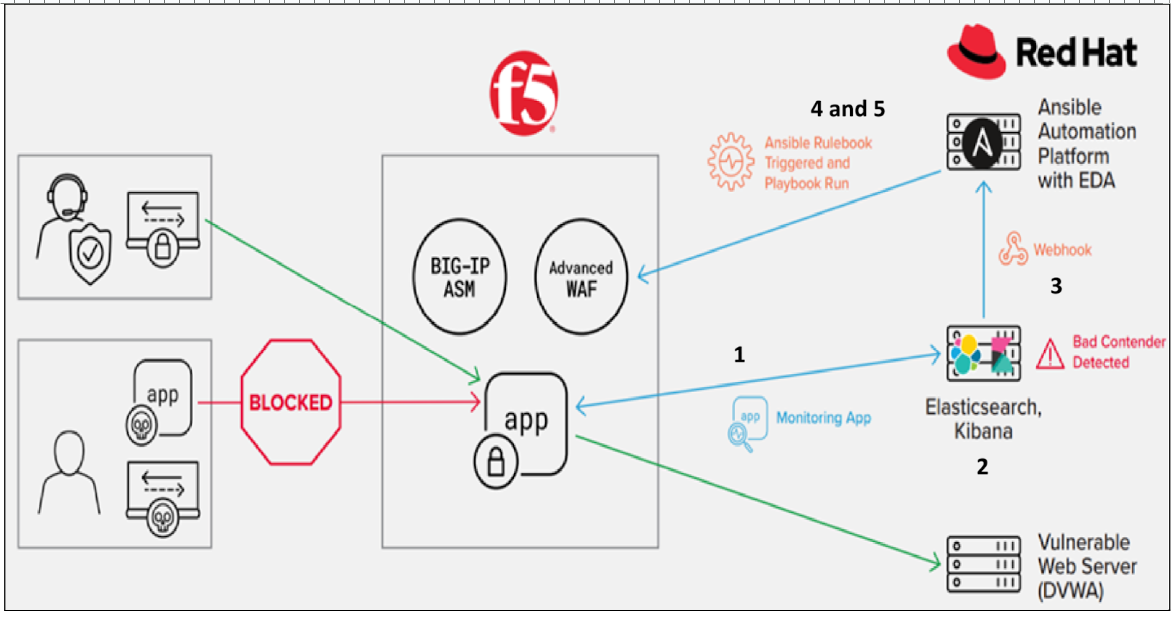 f5
Red Hat
4 and 5
Ansible Rulebook
Triggered and
Playbook Run
Ansible
Automation
Platform
with EDA
BIG-IP
ASM
Advanced
WAF
Webhook
3
1
Bad Contender
Detected
app
BLOCKED
app
app
Monitoring App
Elasticsearch,
Kibana
2
Vulnerable
Web Server
(DVWA)